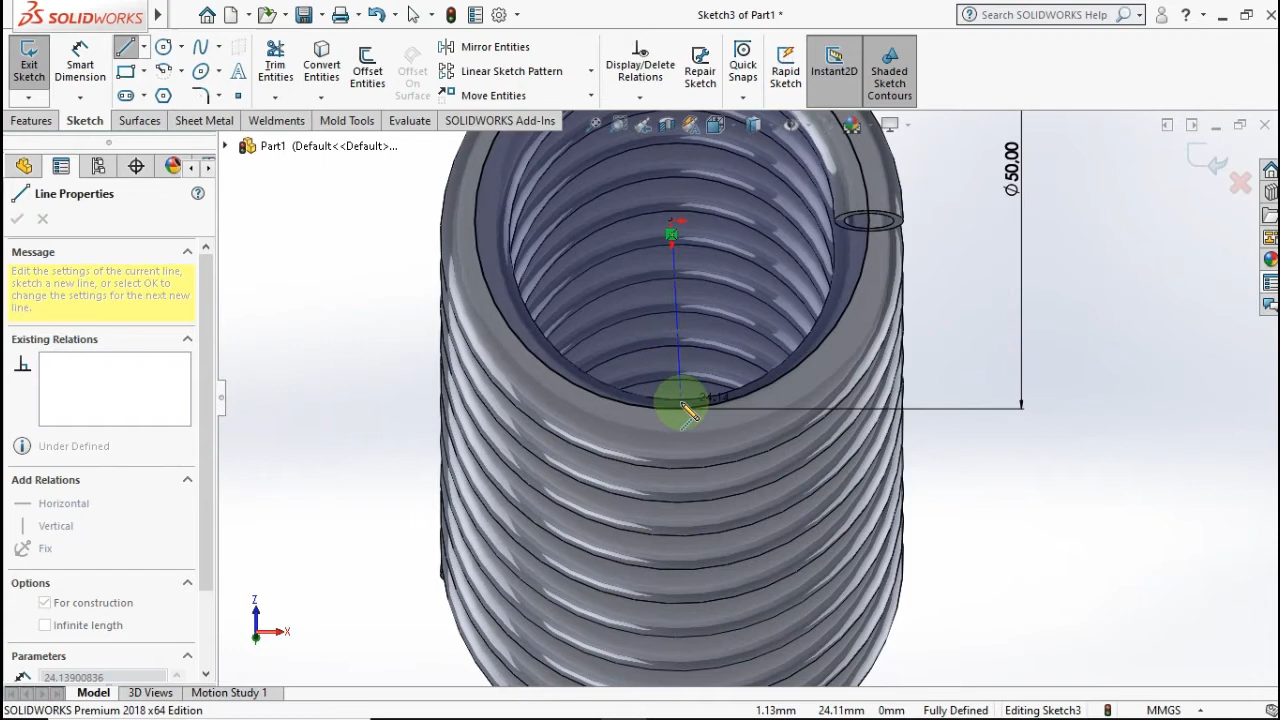 SOLIDWORKS
Sketch3 of Part1 *
Search SOLIDWORKS Help
?
Exit Sketch
Smart Dimension
Trim Entities
Convert Entities
Offset Entities
Offset On Surface
Mirror Entities
Linear Sketch Pattern
Move Entities
Display/Delete Relations
Repair Sketch
Quick Snaps
Rapid Sketch
Instant2D
Shaded Sketch Contours
Features
Sketch
Surfaces
Sheet Metal
Weldments
Mold Tools
Evaluate
SOLIDWORKS Add-Ins
Part1 (Default<<Default>...
Line Properties
?
Message
Edit the settings of the current line,
sketch a new line, or select OK to
change the settings for the next new
line.
Existing Relations
Under Defined
Add Relations
Horizontal
Vertical
Fix
Options
For construction
Infinite length
Parameters
24.13900836
Ø50.00
24.14
Z
X
Y
Model
3D Views
Motion Study 1
SOLIDWORKS Premium 2018 x64 Edition
1.13mm
24.11mm
0mm
Fully Defined
Editing Sketch3
MMGS